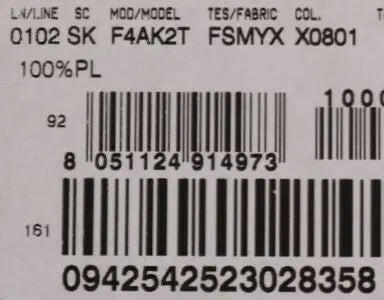 LN/LINE SC MOD/MODEL TES/FABRIC COL.
0102 SK F4AK2T FSMYX X0801
100%PL
92
8 051124 914973
161
0942542523028358